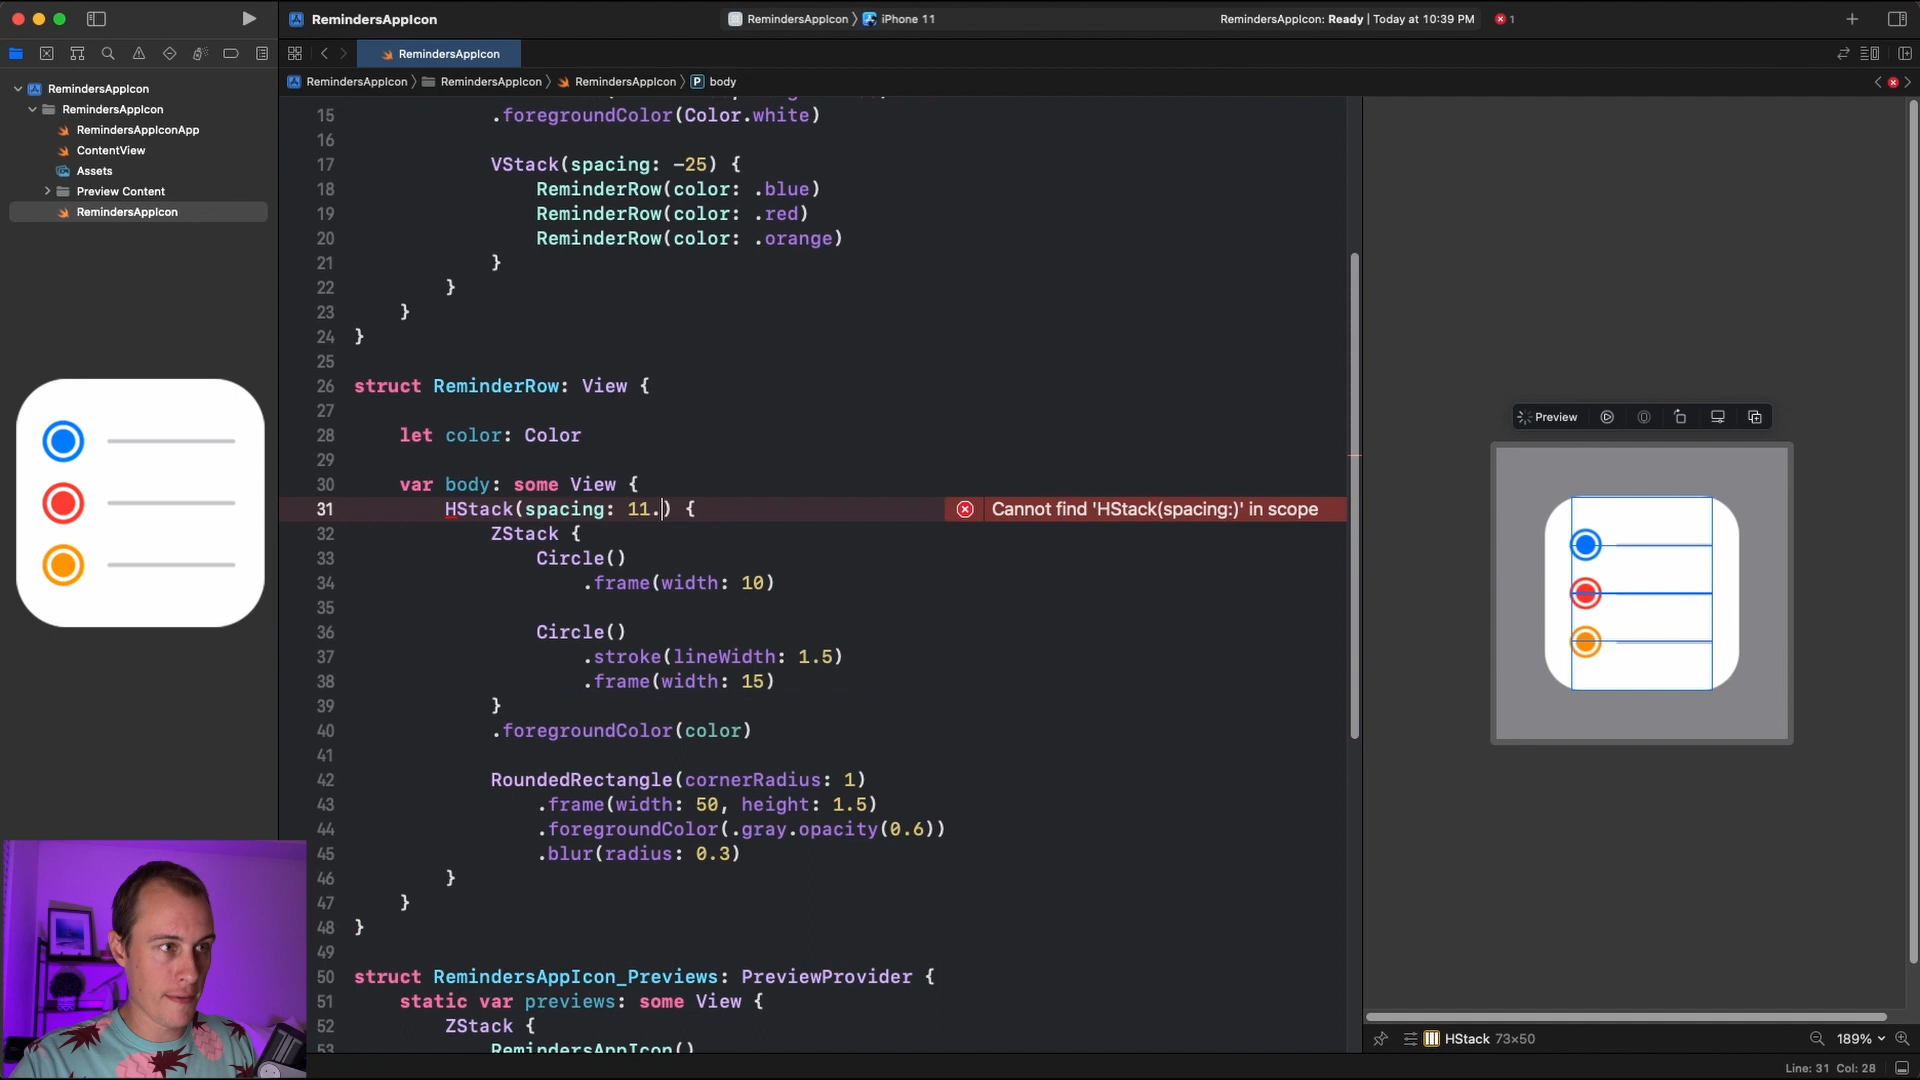 RemindersAppIcon
RemindersAppIcon
iPhone 11
RemindersAppIcon: Ready | Today at 10:39 PM
1
RemindersAppIcon
RemindersAppIcon
RemindersAppIcon
RemindersAppIcon
P body
RemindersAppIcon
RemindersAppIcon
RemindersAppIconApp
ContentView
Assets
Preview Content
RemindersAppIcon
15 .foregroundColor(Color.white)
16
17 VStack(spacing: -25) {
18 ReminderRow(color: .blue)
19 ReminderRow(color: .red)
20 ReminderRow(color: .orange)
21 }
22 }
23 }
24 }
25
26 struct ReminderRow: View {
27
28 let color: Color
29
30 var body: some View {
31 HStack(spacing: 11.) {
Cannot find 'HStack(spacing:)' in scope
32 ZStack {
33 Circle()
34 .frame(width: 10)
35
36 Circle()
37 .stroke(lineWidth: 1.5)
38 .frame(width: 15)
39 }
40 .foregroundColor(color)
41
42 RoundedRectangle(cornerRadius: 1)
43 .frame(width: 50, height: 1.5)
44 .foregroundColor(.gray.opacity(0.6))
45 .blur(radius: 0.3)
46 }
47 }
48 }
49
50 struct RemindersAppIcon_Previews: PreviewProvider {
51 static var previews: some View {
52 ZStack {
53 RemindersAppIcon()
Preview
HStack 73×50
189%
Line: 31 Col: 28